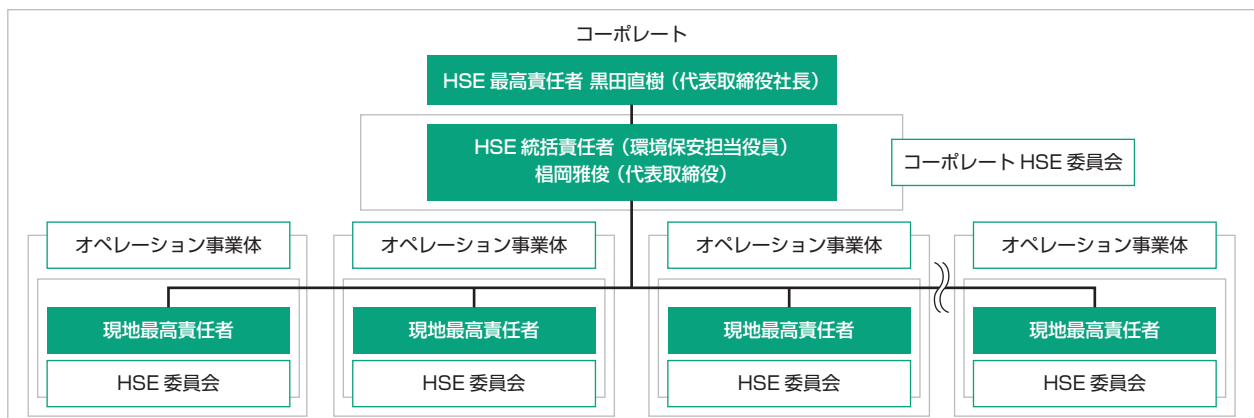 コーポレート
HSE 最高責任者 黒田直樹（代表取締役社長）
HSE 統括責任者（環境保安担当役員）
椙岡雅俊（代表取締役）
コーポレート HSE 委員会
オペレーション事業体
オペレーション事業体
オペレーション事業体
オペレーション事業体
現地最高責任者
現地最高責任者
現地最高責任者
現地最高責任者
HSE 委員会
HSE 委員会
HSE 委員会
HSE 委員会